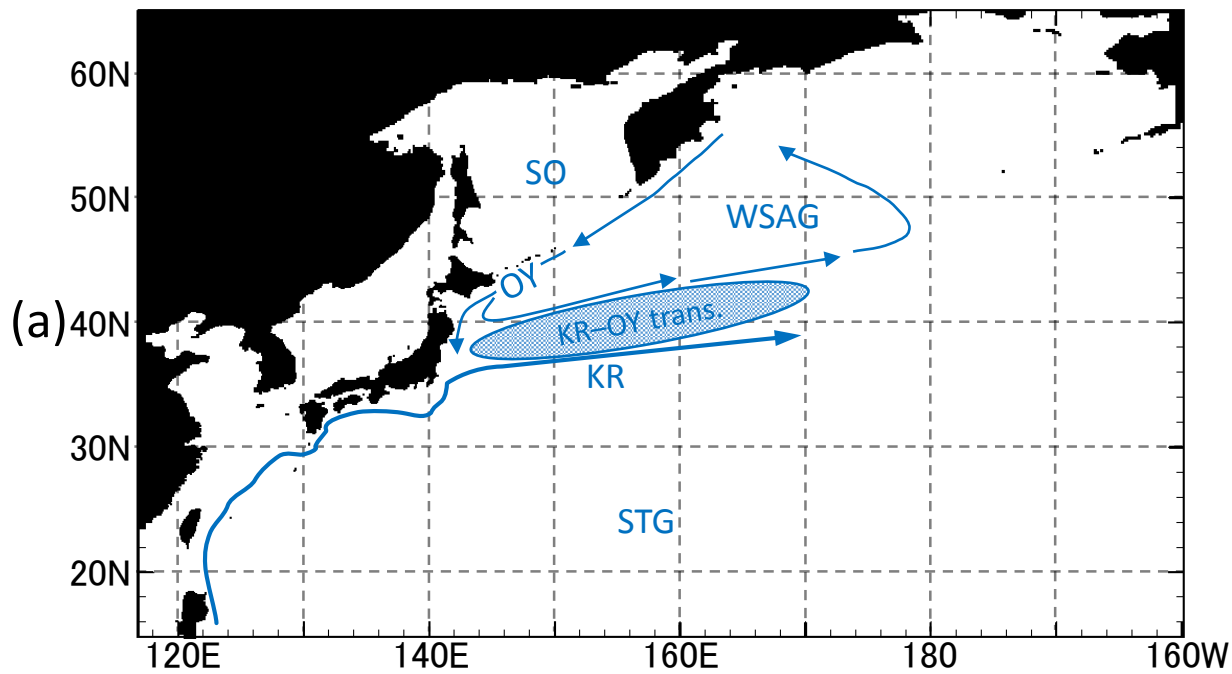 60N
SO
50N
WSAG
OY
(a)
40N
KR–OY trans.
KR
30N
STG
20N
120E 140E 160E 180 160W